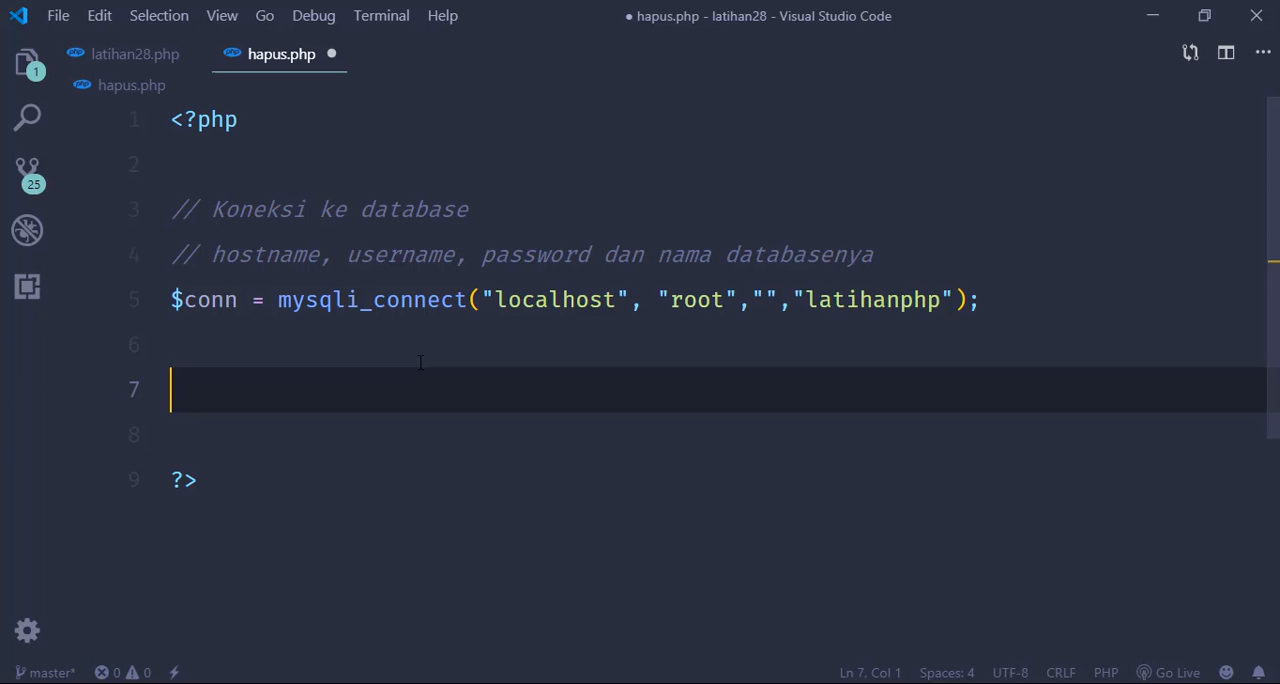 File Edit Selection View Go Debug Terminal Help
● hapus.php - latihan28 - Visual Studio Code
php latihan28.php php hapus.php
php hapus.php
1
25
1 <?php
2
3 // Koneksi ke database
4 // hostname, username, password dan nama databasenya
5 $conn = mysqli_connect("localhost", "root","","latihanphp");
6
7
8
9 ?>
master* 0 0 Ln 7, Col 1 Spaces: 4 UTF-8 CRLF PHP Go Live